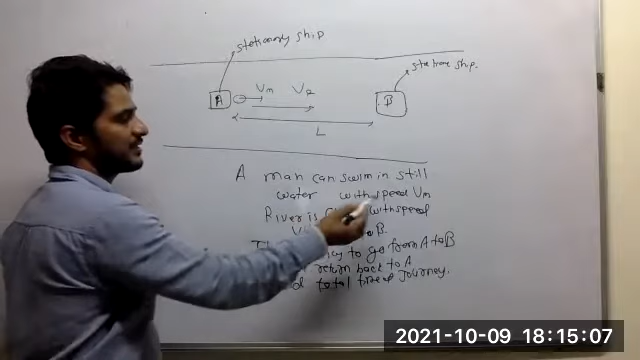 stationary ship
stationary ship.
A
Vm
VR
B
L
A man can swim in still
water with speed Vm
River is with speed
B.
to go from A to B
return back to A
total time of Journey.
2021-10-09 18:15:07